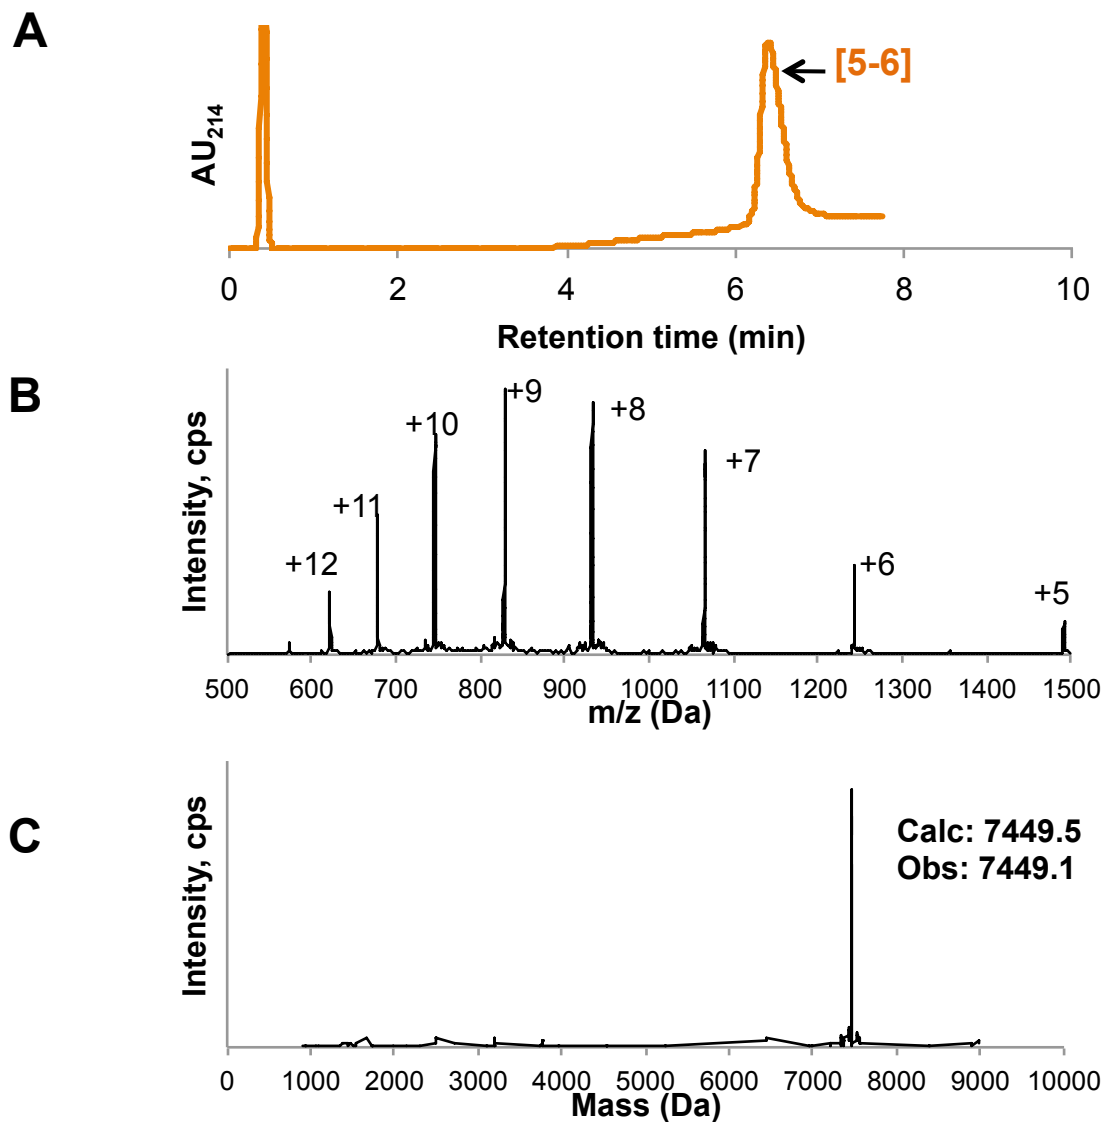 A
AU214
[5-6]
0 2 4 6 8 10
Retention time (min)
B
Intensity, cps
+12 +11 +10 +9 +8 +7 +6 +5
500 600 700 800 900 1000 1100 1200 1300 1400 1500
m/z (Da)
C
Intensity, cps
Calc: 7449.5
Obs: 7449.1
0 1000 2000 3000 4000 5000 6000 7000 8000 9000 10000
Mass (Da)